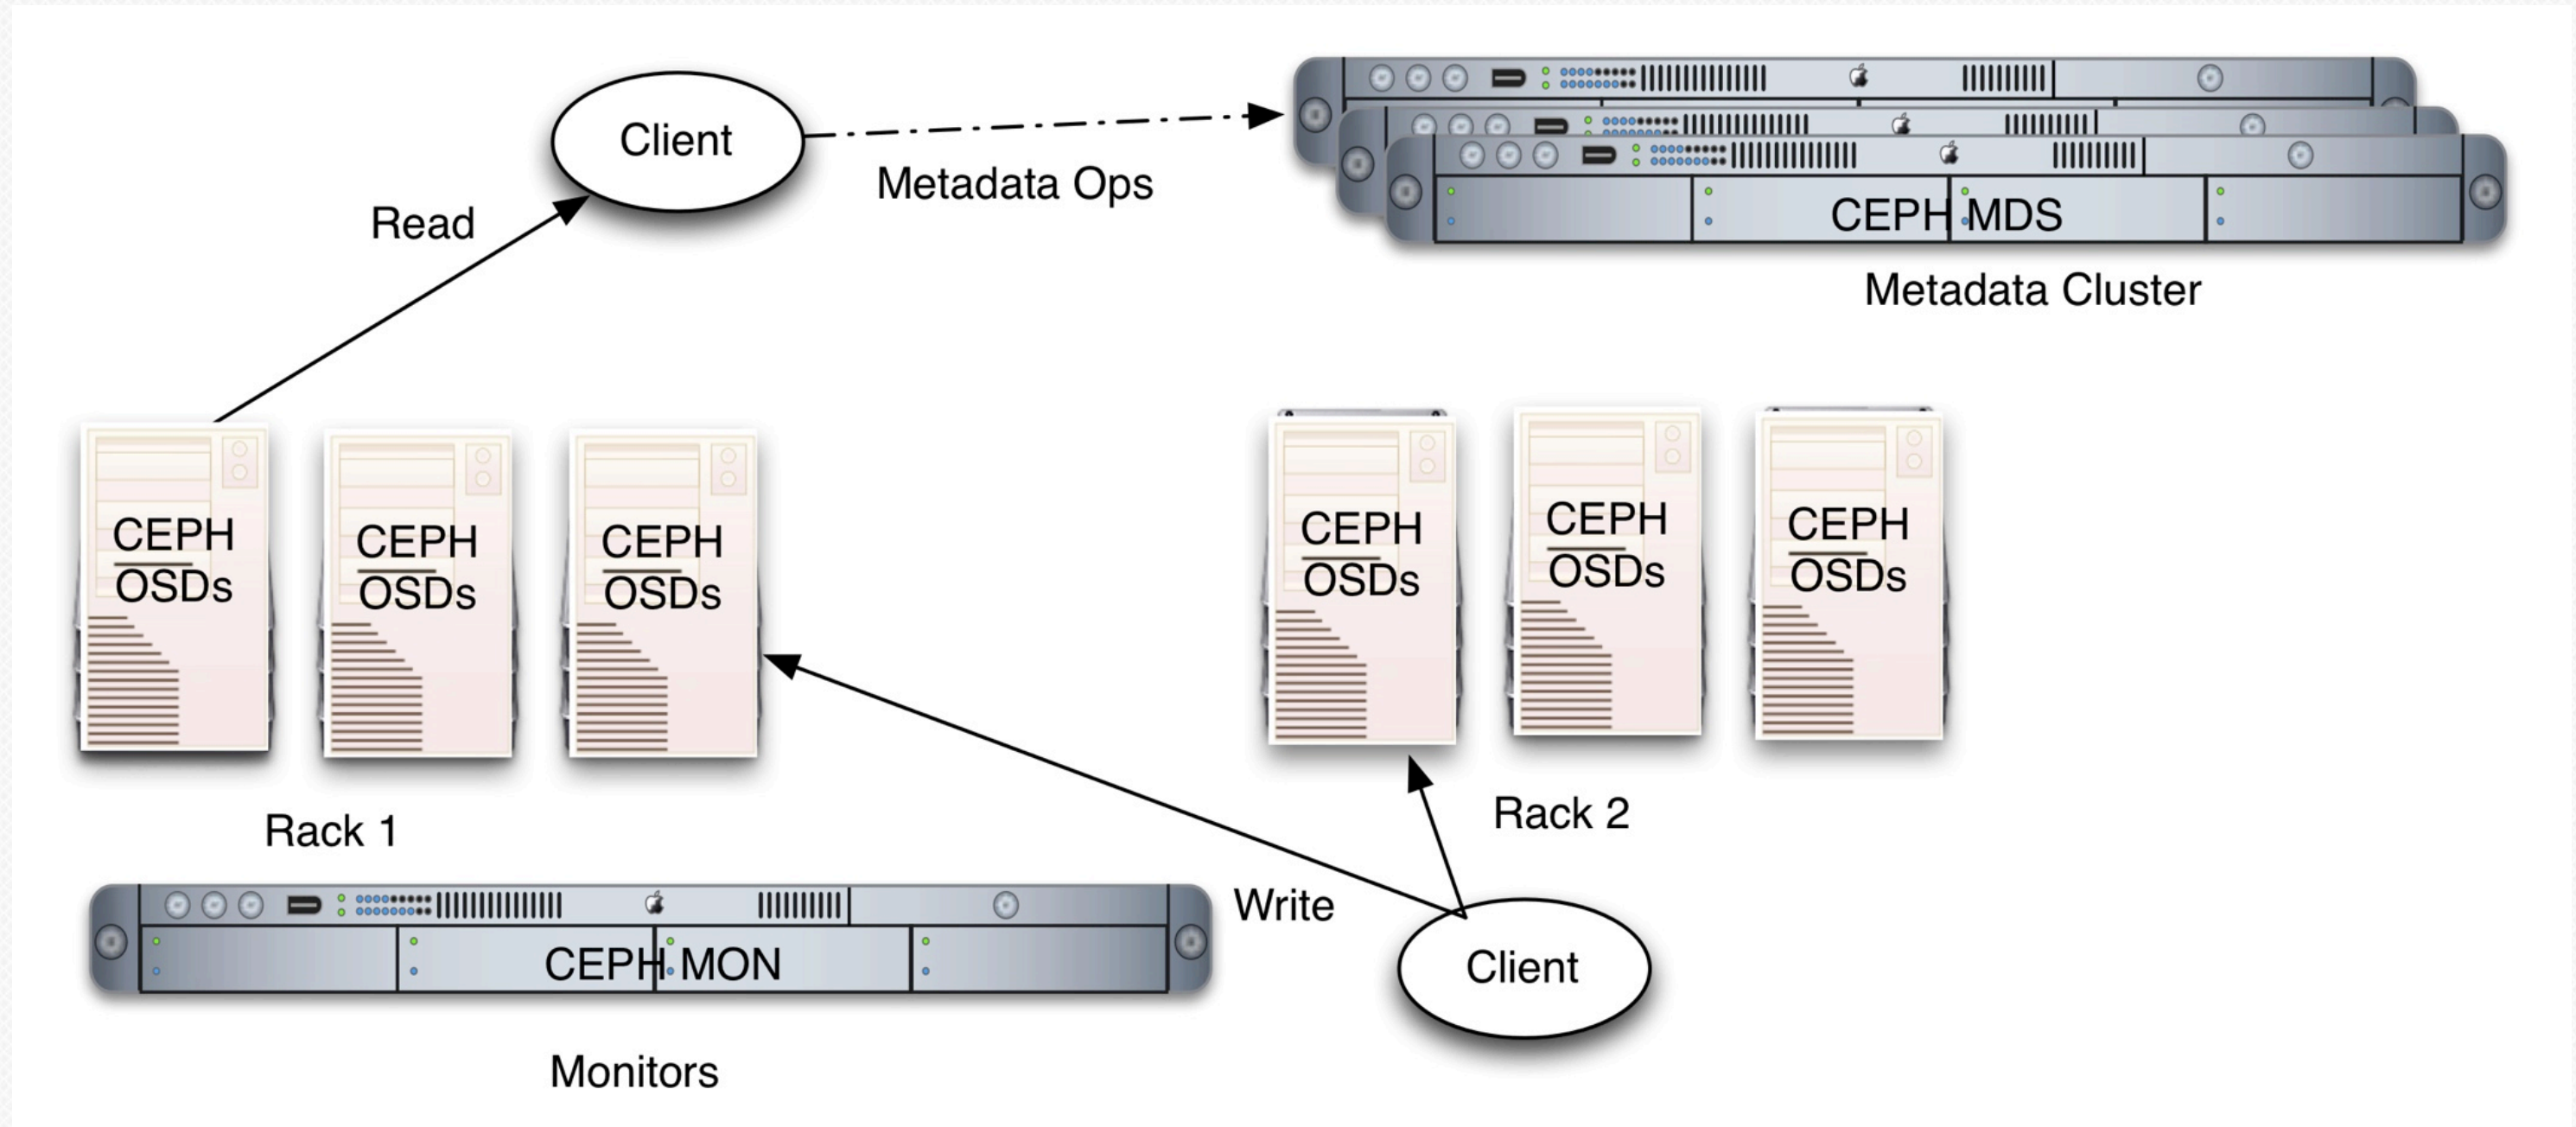 Client
Metadata Ops
Read
CEPH MDS
Metadata Cluster
CEPH
OSDs
CEPH
OSDs
CEPH
OSDs
Rack 1
CEPH
OSDs
CEPH
OSDs
CEPH
OSDs
Rack 2
CEPH MON
Monitors
Write
Client